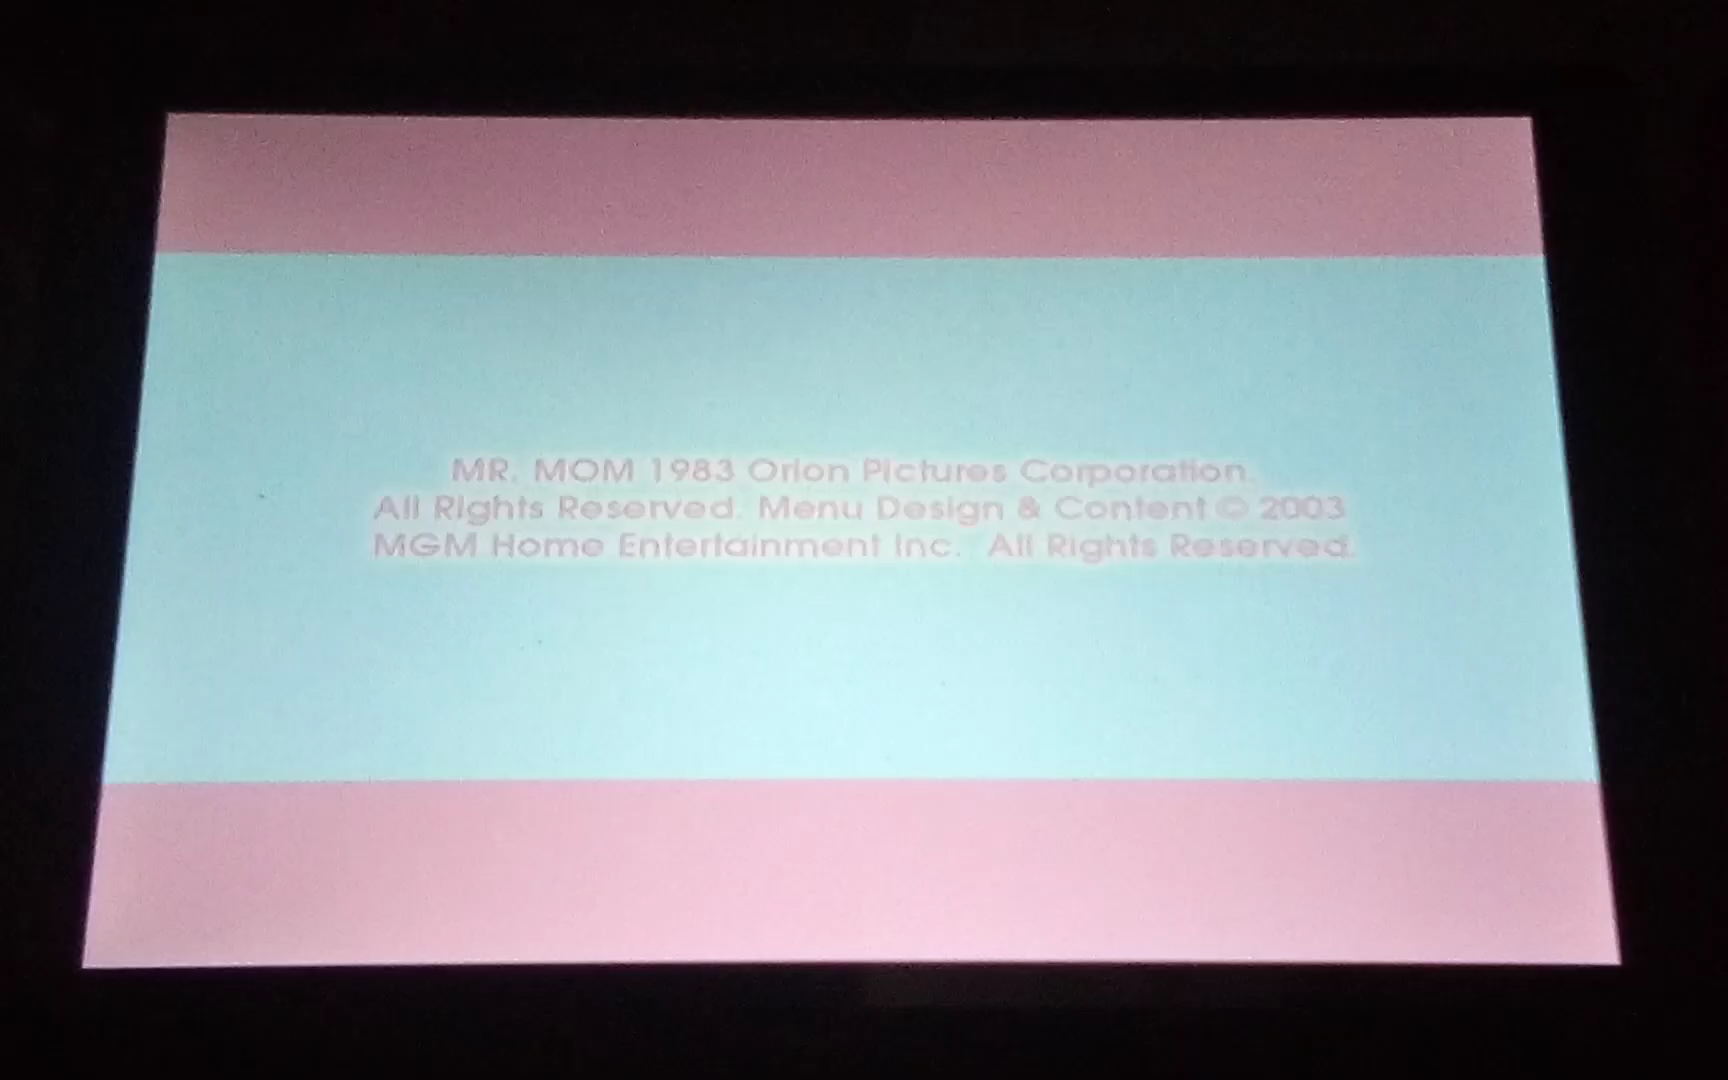 MR. MOM 1983 Orion Pictures Corporation.
All Rights Reserved. Menu Design & Content © 2003
MGM Home Entertainment Inc. All Rights Reserved.